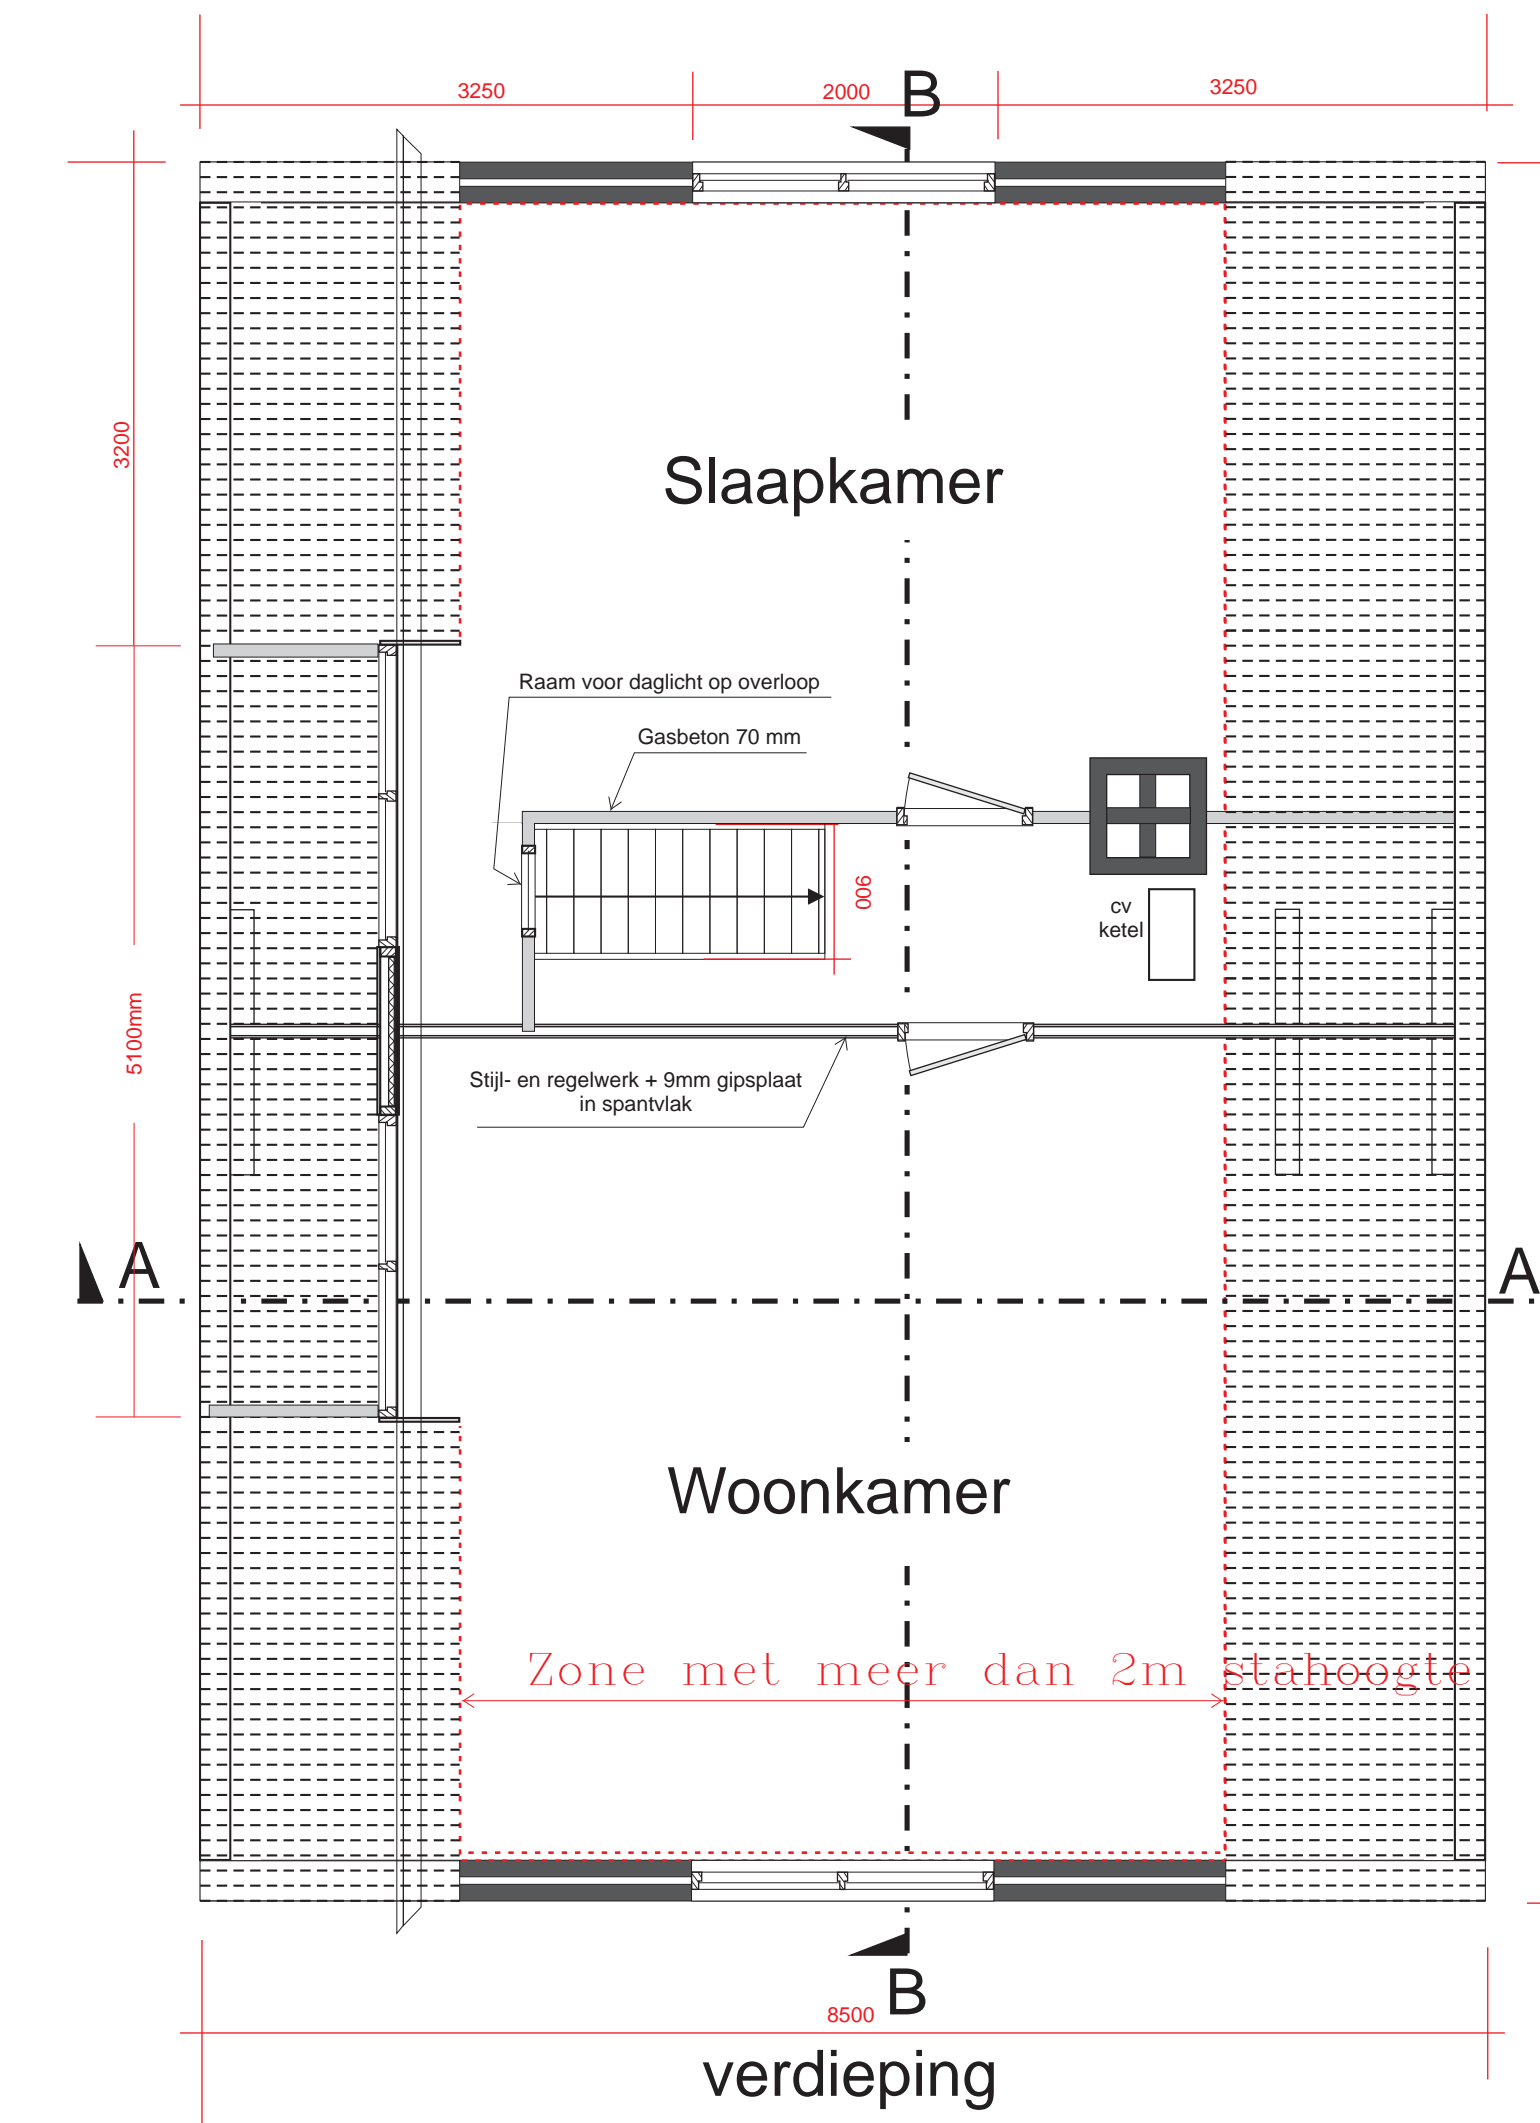 3250
2000
B
3250
3200
Slaapkamer
Raam voor daglicht op overloop
Gasbeton 70 mm
900
cv
ketel
5100mm
Stijl- en regelwerk + 9mm gipsplaat
in spantvlak
A
A
Woonkamer
Zone met meer dan 2m stahoogte
B
8500
verdieping